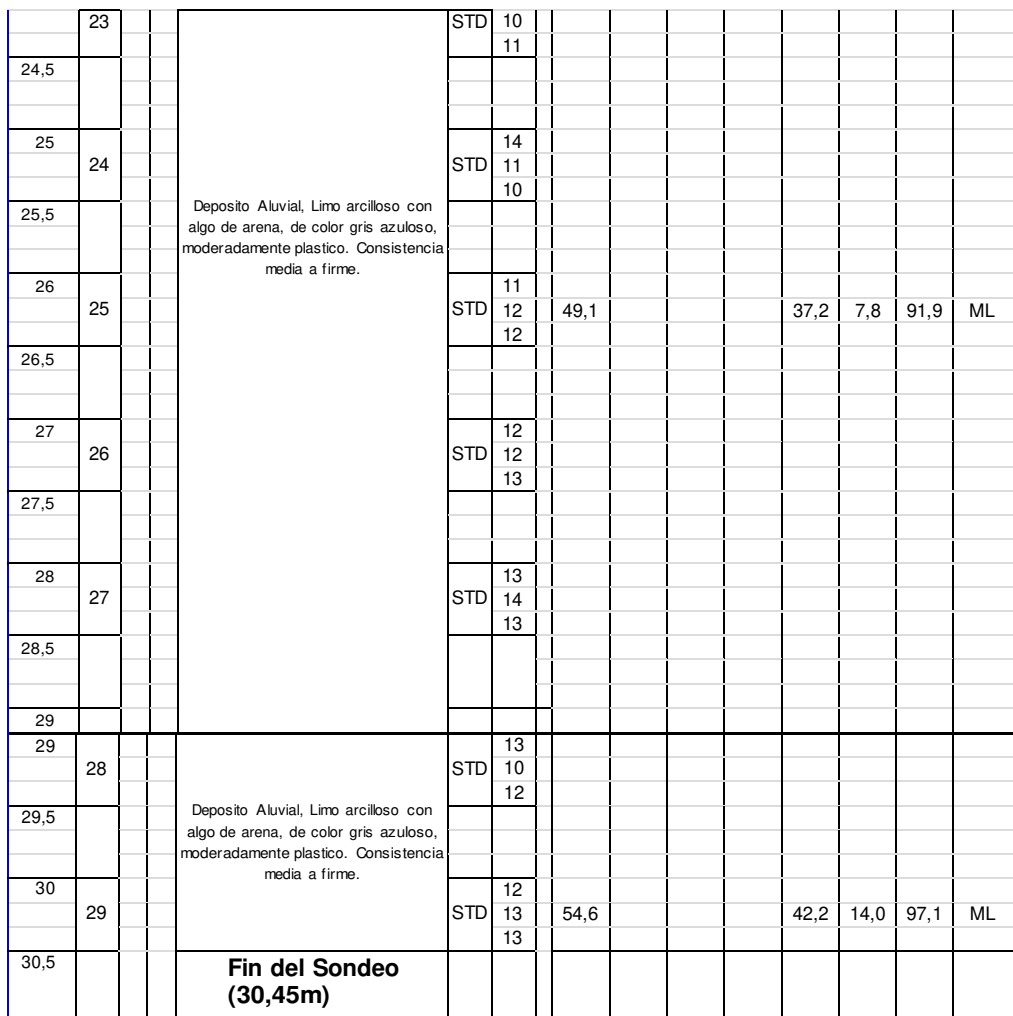 23 STD 10
11
24,5
25 14
24 STD 11
10
Deposito Aluvial, Limo arcilloso con
25,5
algo de arena, de color gris azuloso,
moderadamente plastico. Consistencia
media a firme.
26 11
25 STD 12 49,1 37,2 7,8 91,9 ML
12
26,5
27 12
26 STD 12
13
27,5
28 13
27 STD 14
13
28,5
29
29 13
28 STD 10
12
Deposito Aluvial, Limo arcilloso con
29,5
algo de arena, de color gris azuloso,
moderadamente plastico. Consistencia
media a firme.
30 12
29 STD 13 54,6 42,2 14,0 97,1 ML
13
30,5 Fin del Sondeo
(30,45m)